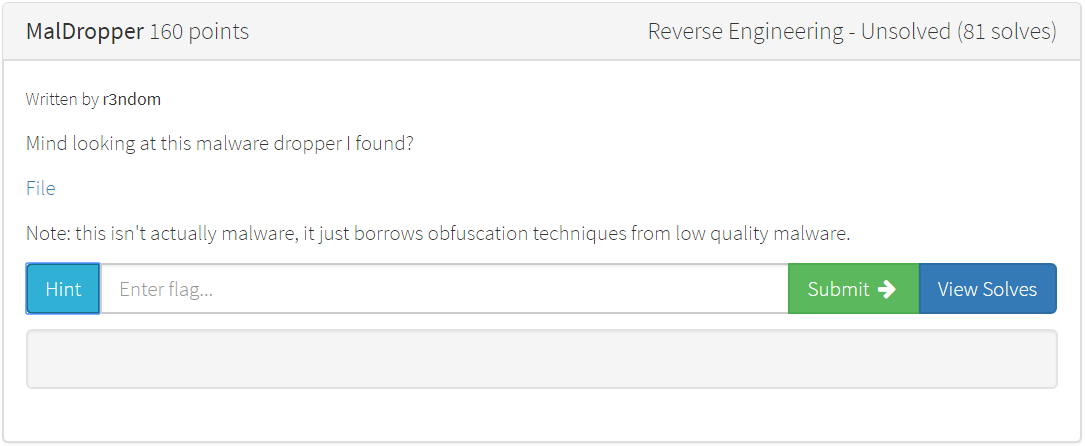 MalDropper 160 points Reverse Engineering - Unsolved (81 solves)
Written by r3ndom
Mind looking at this malware dropper I found?
File
Note: this isn't actually malware, it just borrows obfuscation techniques from low quality malware.
Hint Enter flag... Submit → View Solves